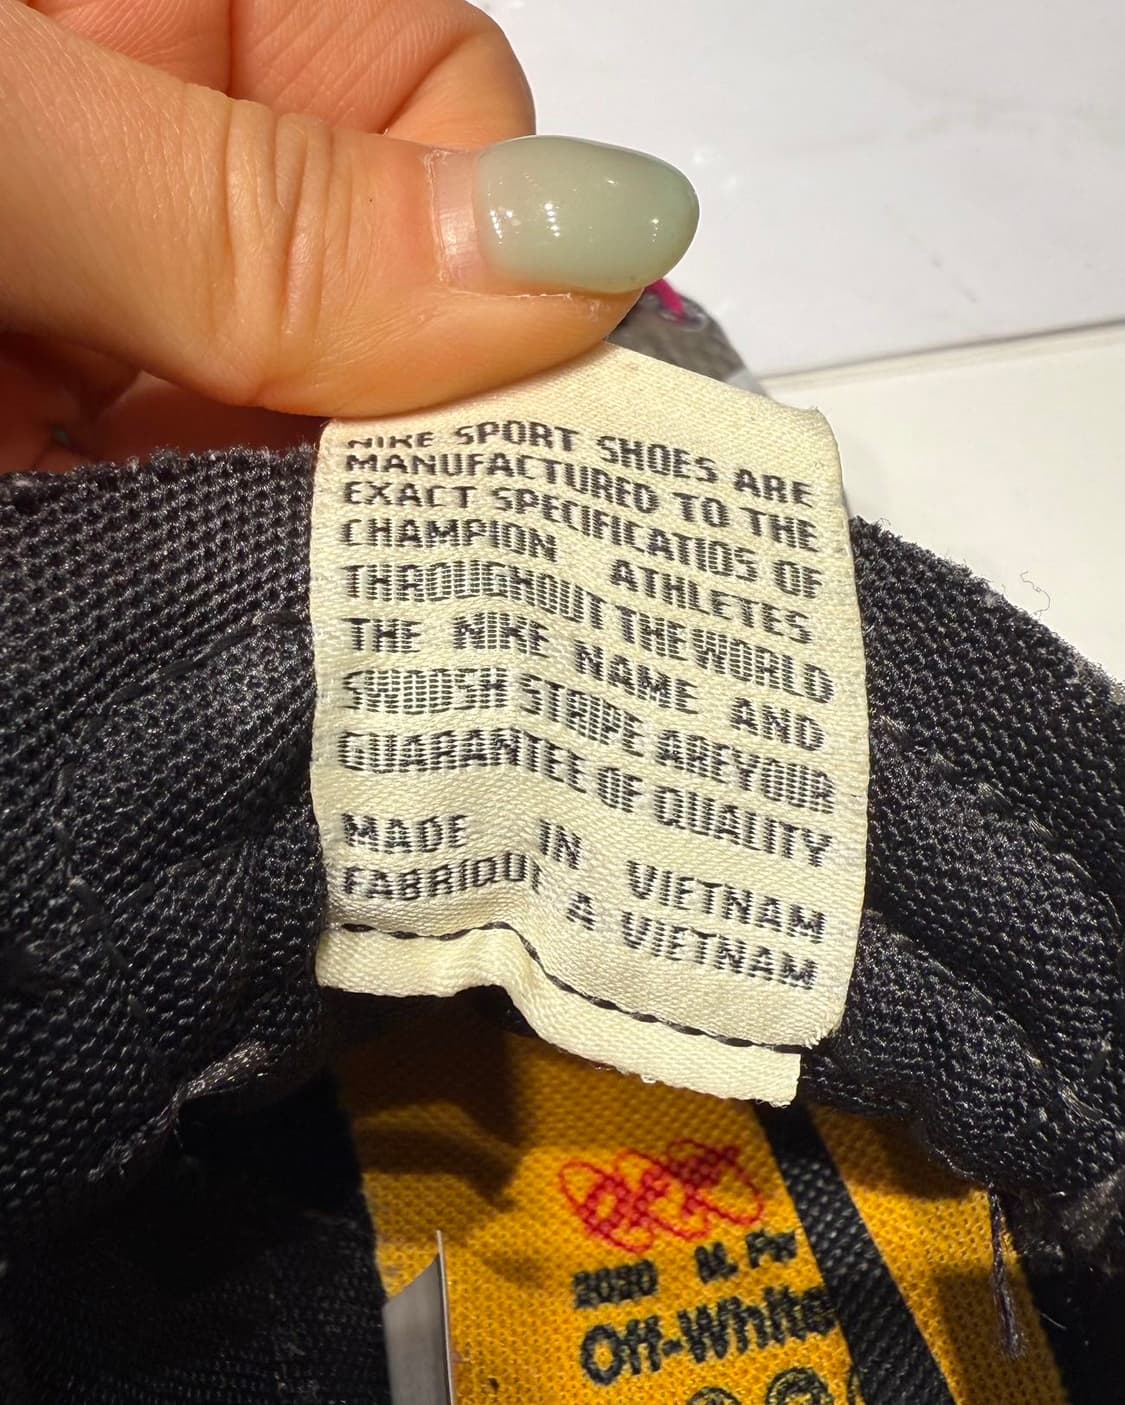 NIKE SPORT SHOES ARE
MANUFACTURED TO THE
EXACT SPECIFICATIOS OF
CHAMPION ATHLETES
THROUGHOUT THE WORLD
THE NIKE NAME AND
SWOOSH STRIPE ARE YOUR
GUARANTEE OF QUALITY
MADE IN VIETNAM
FABRIQUE A VIETNAM
2020 M. FW
Off-White